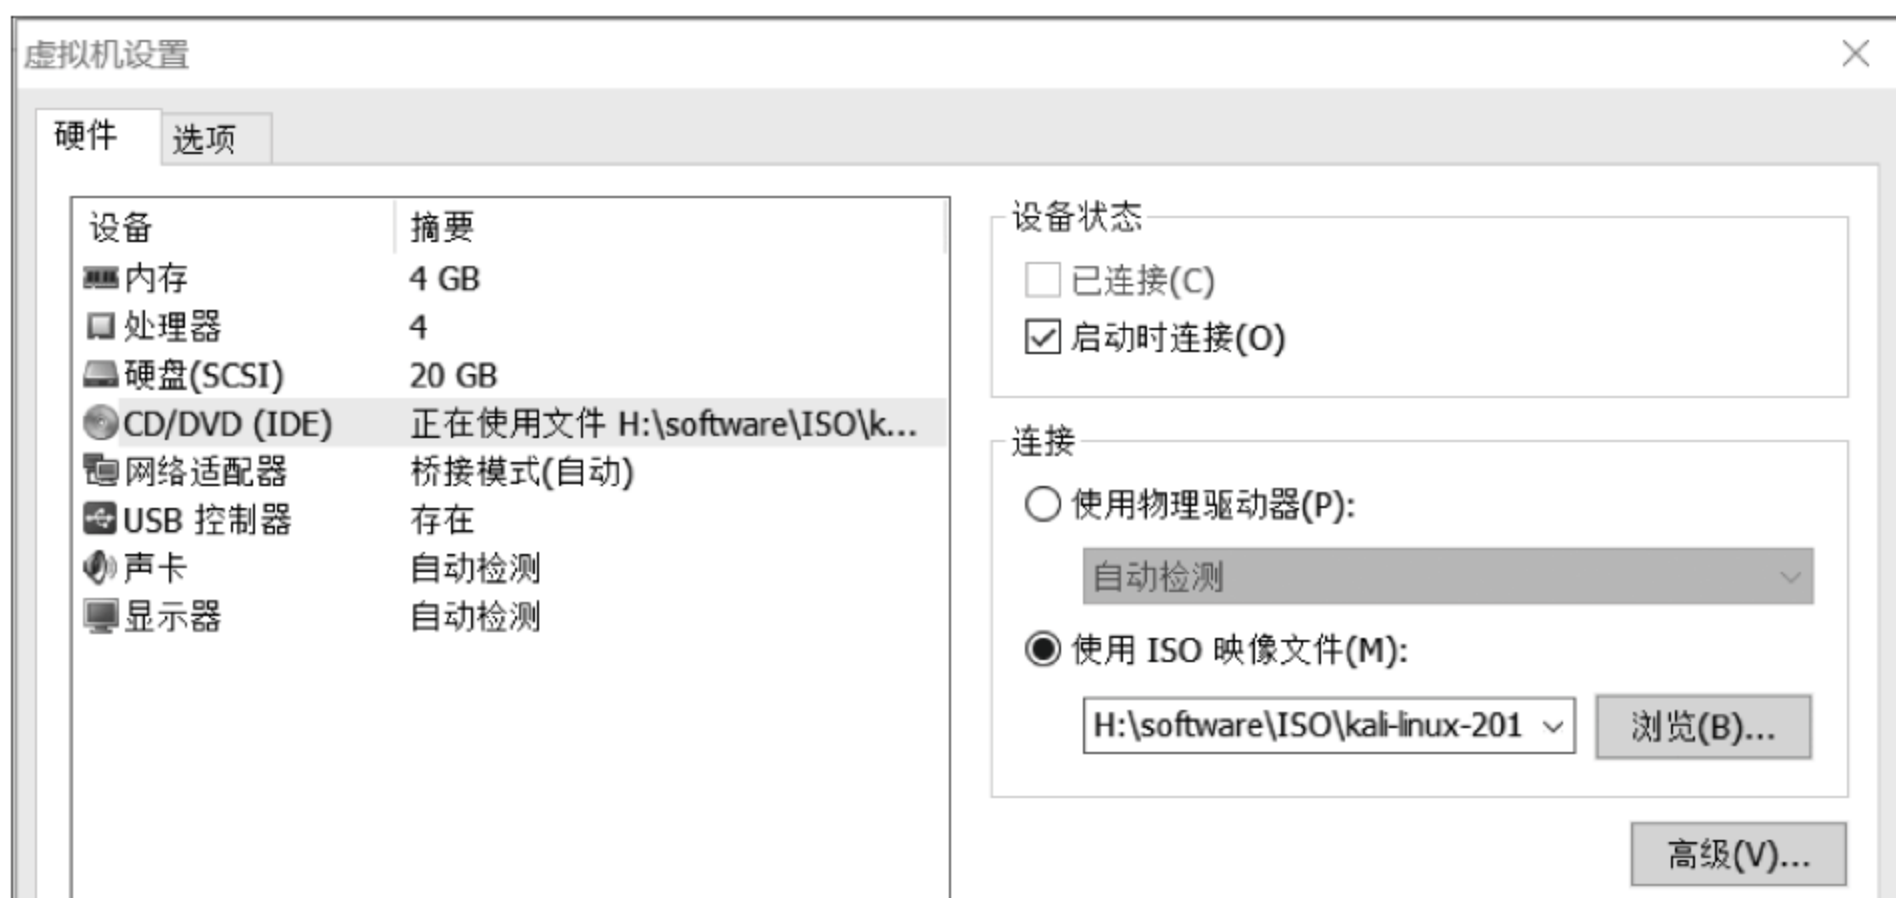 虚拟机设置
硬件 选项
设备 摘要
内存 4 GB
处理器 4
硬盘(SCSI) 20 GB
CD/DVD (IDE) 正在使用文件 H:\software\ISO\k...
网络适配器 桥接模式(自动)
USB 控制器 存在
声卡 自动检测
显示器 自动检测
设备状态
已连接(C)
启动时连接(O)
连接
使用物理驱动器(P):
自动检测
使用 ISO 映像文件(M):
H:\software\ISO\kali-linux-201 浏览(B)...
高级(V)...